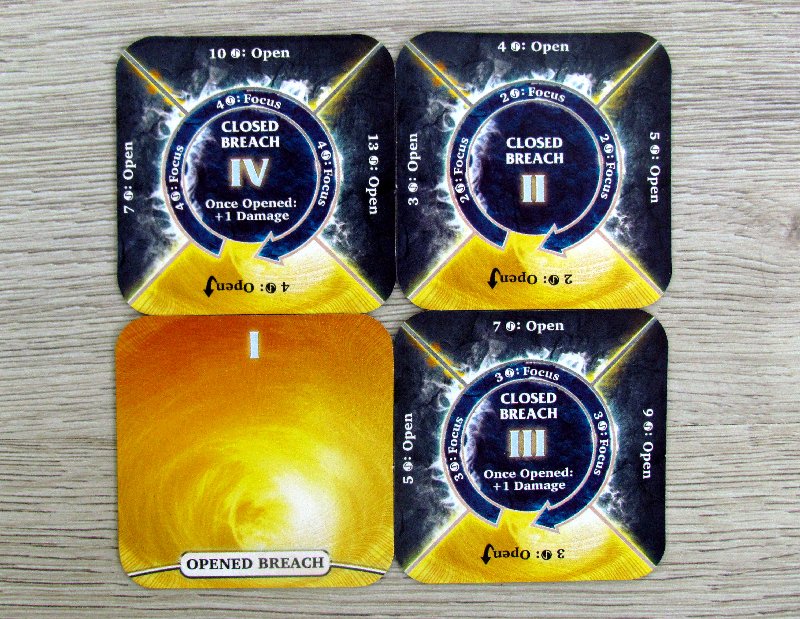 10 : Open
4 : Focus
7 : Open
4 : Focus
CLOSED
BREACH
IV
Once Opened:
+1 Damage
4 : Focus
13 : Open
4 : Open
4 : Open
2 : Focus
3 : Open
2 : Focus
CLOSED
BREACH
II
2 : Focus
5 : Open
2 : Open
I
OPENED BREACH
7 : Open
3 : Focus
5 : Open
3 : Focus
CLOSED
BREACH
III
Once Opened:
+1 Damage
3 : Focus
9 : Open
3 : Open